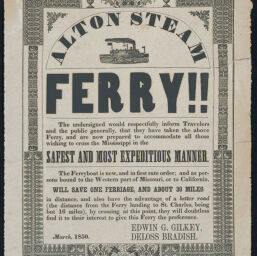 ALTON STEAM
FERRY!!
The undersigned would respectfully inform Travelers
and the public generally, that they have taken the above
Ferry, and are now prepared to accommodate all those
wishing to cross the Mississippi in the
SAFEST AND MOST EXPEDITIOUS MANNER.
The Ferryboat is new, and in first rate order; and as per-
sons bound to the Western part of Missouri, or to California,
WILL SAVE ONE FERRIAGE, AND ABOUT 30 MILES
in distance, and also have the advantage of a better road
(the distance from the Ferry landing to St. Charles, being
but 16 miles), by crossing at this point; they will doubtless
find it to their interest to give this Ferry the preference.
EDWIN G. GILKEY,
DELOSS BRADISH.
March, 1850.